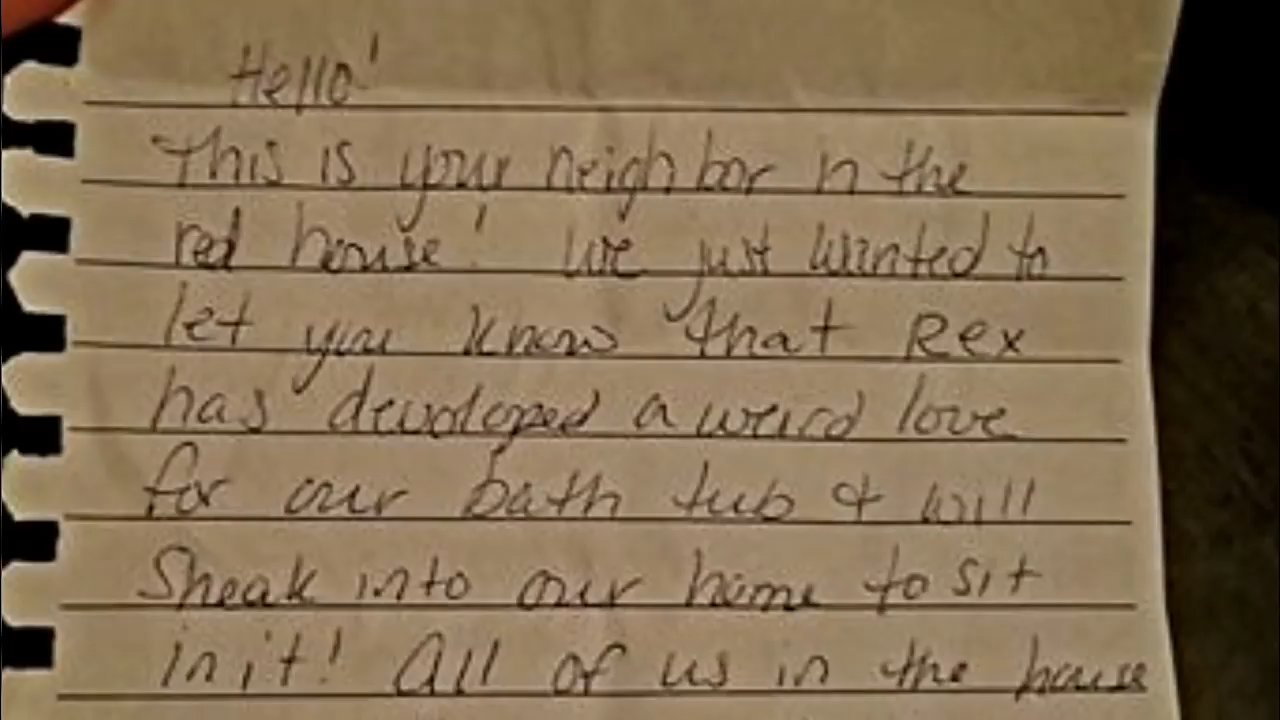 Hello!
This is your neighbor in the
red house! We just wanted to
let you know that Rex
has devoloped a weird love
for our bath tub & will
Sneak into our home to sit
in it! All of us in the house